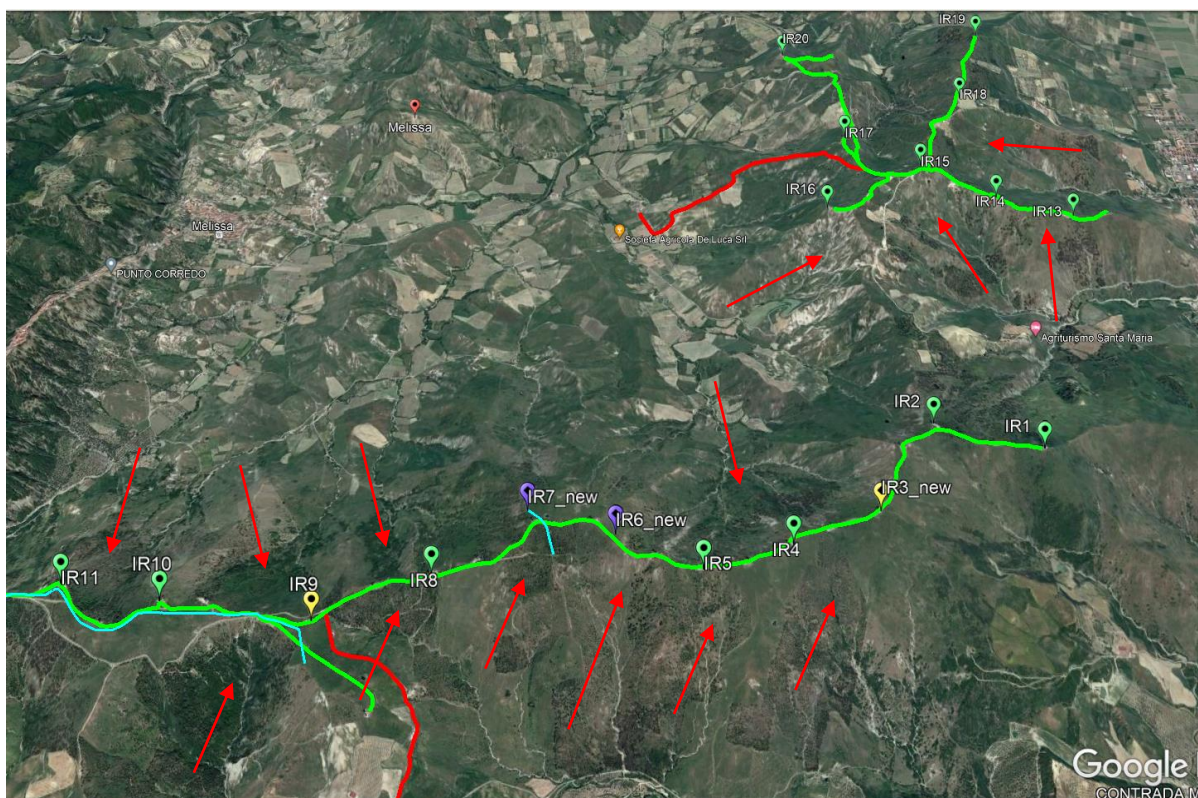 IR19
IR20
IR18
Melissa
IR17
IR15
IR16
IR14
IR13
Melissa
Società Agricola De Luca Srl
PUNTO CORREDO
Agriturismo Santa Maria
IR2
IR1
IR7_new
IR3_new
IR6_new
IR4
IR5
IR10
IR11
IR9
IR8
Google
CONTRADA M